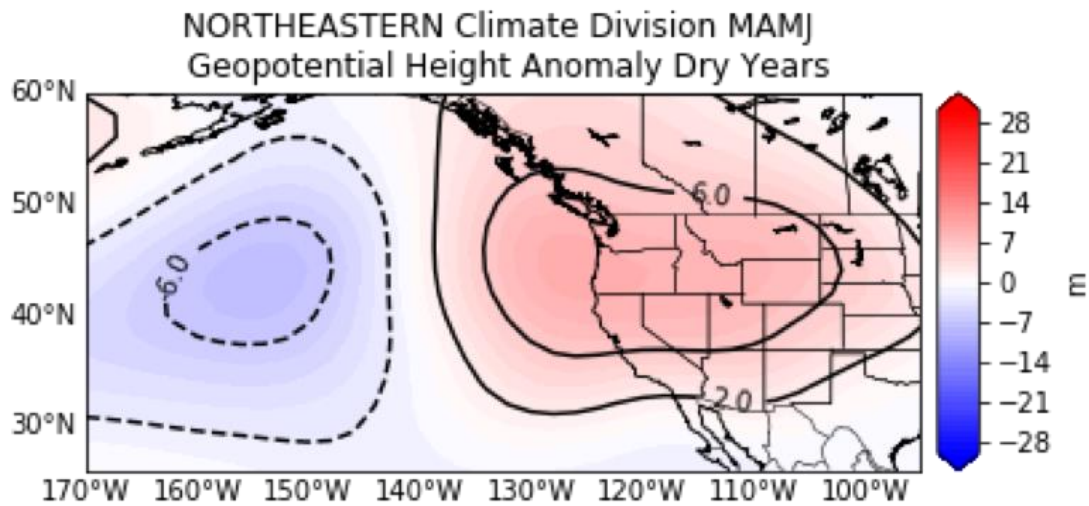 NORTHEASTERN Climate Division MAMJ
Geopotential Height Anomaly Dry Years
60°N
50°N
40°N
30°N
170°W 160°W 150°W 140°W 130°W 120°W 110°W 100°W
-6.0
6.0
2.0
28
21
14
7
0
−7
−14
−21
−28
m